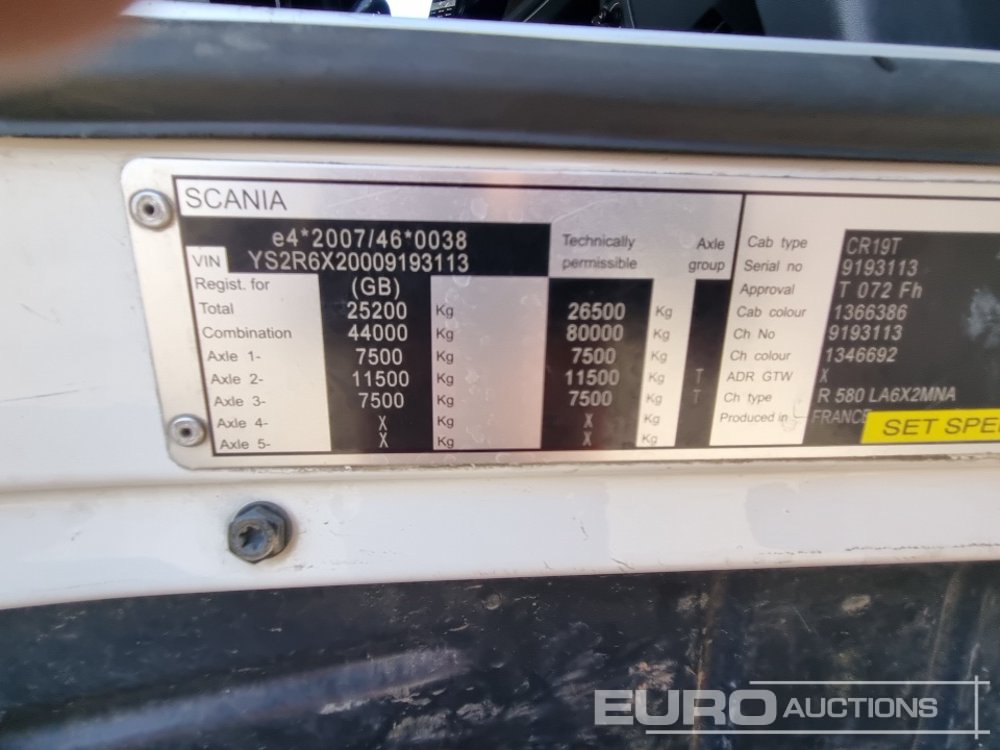 SCANIA
e4*2007/46*0038
VIN YS2R6X20009193113
Technically permissible
Axle group
Regist. for (GB)
Total 25200 Kg 26500 Kg
Combination 44000 Kg 80000 Kg
Axle 1- 7500 Kg 7500 Kg
Axle 2- 11500 Kg 11500 Kg T
Axle 3- 7500 Kg 7500 Kg T
Axle 4- X Kg X Kg
Axle 5- X Kg X Kg
Cab type CR19T
Serial no 9193113
Approval T 072 Fh
Cab colour 1366386
Ch No 9193113
Ch colour 1346692
ADR GTW X
Ch type R 580 LA6X2MNA
Produced in FRANCE
SET SPE
EURO AUCTIONS